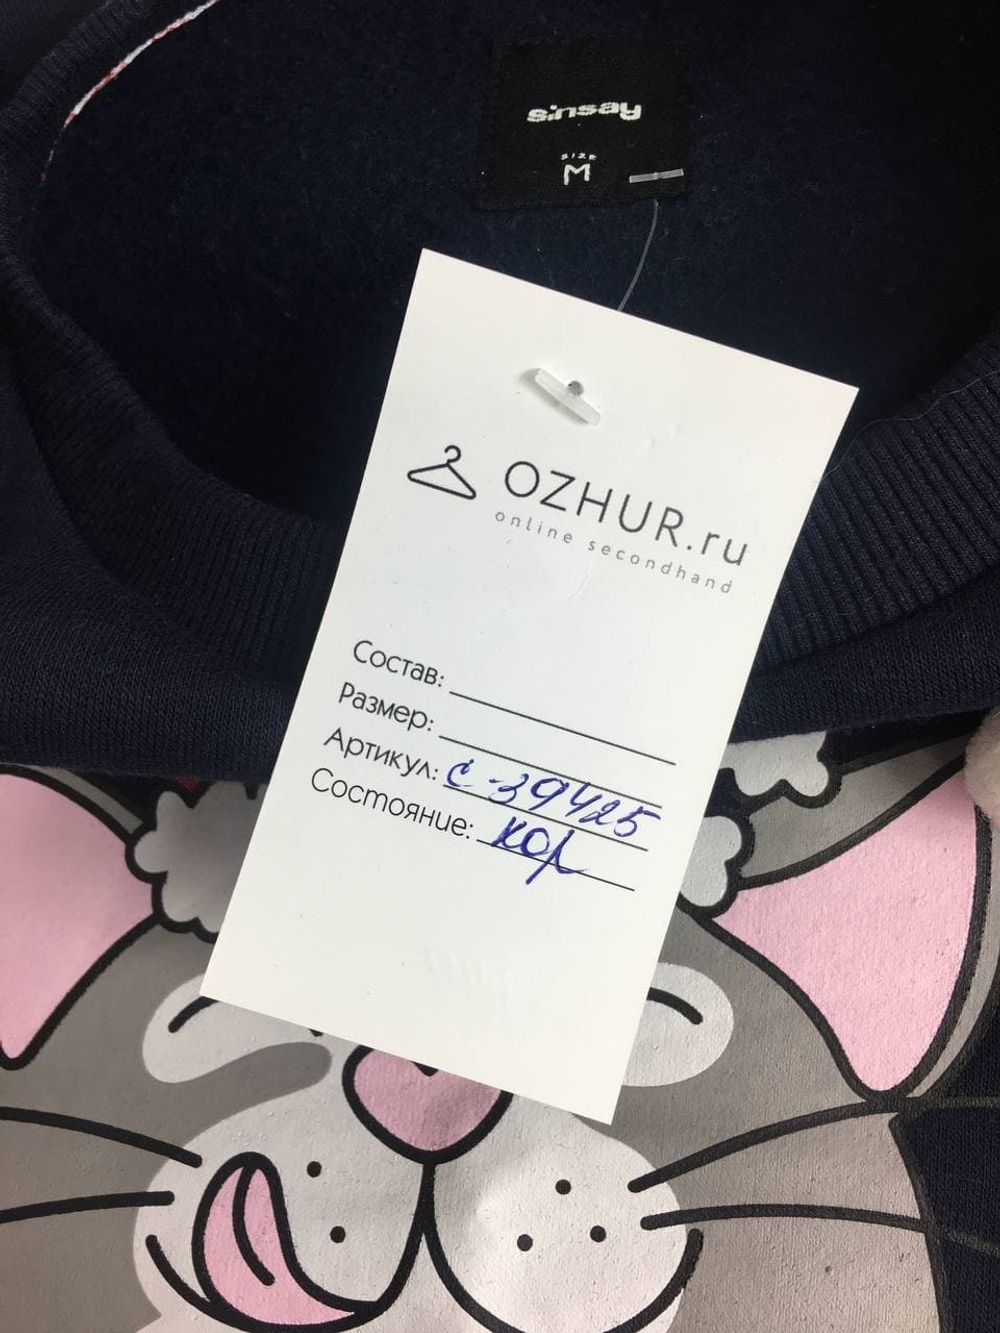 sinsay
SIZE
M
OZHUR.ru
online secondhand
Состав:
Размер:
Артикул: С-39425
Состояние: хор